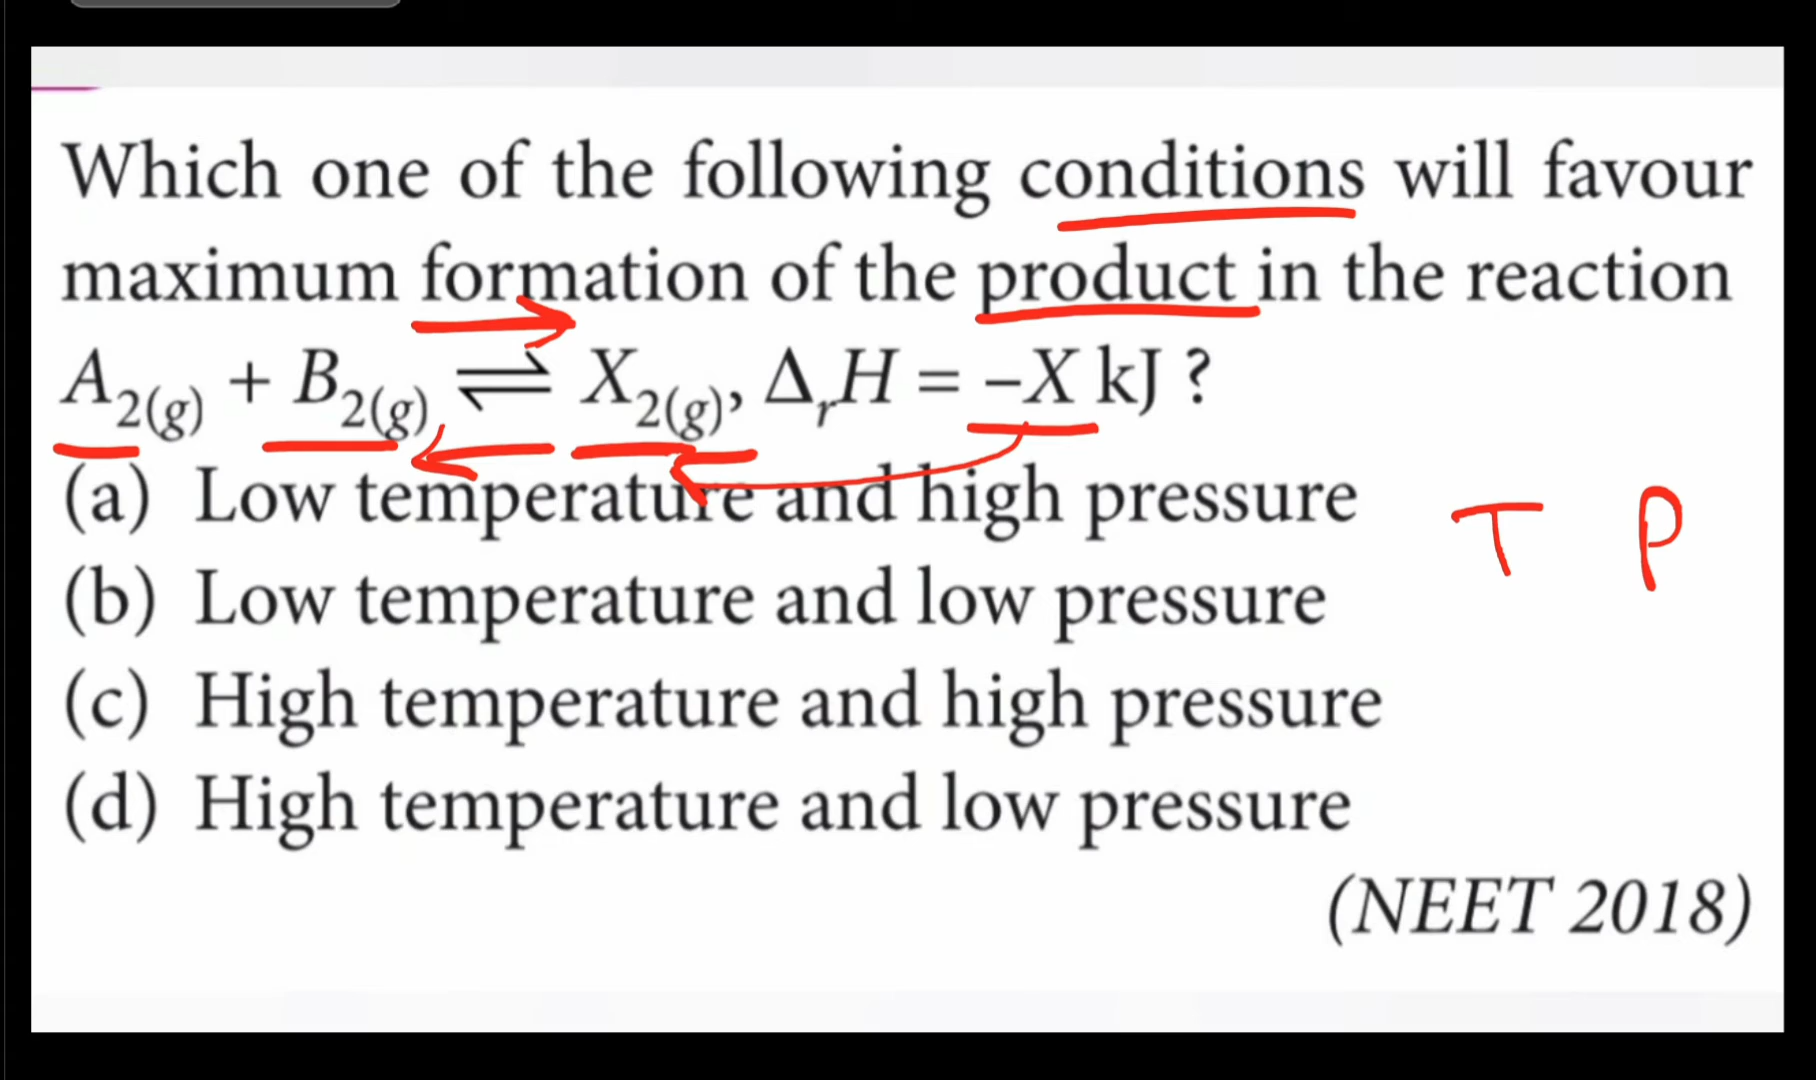 Which one of the following conditions will favour
maximum formation of the product in the reaction
A₂(g) + B₂(g) ⇌ X₂(g), ΔᵣH = –X kJ ?
(a) Low temperature and high pressure
T P
(b) Low temperature and low pressure
(c) High temperature and high pressure
(d) High temperature and low pressure
(NEET 2018)